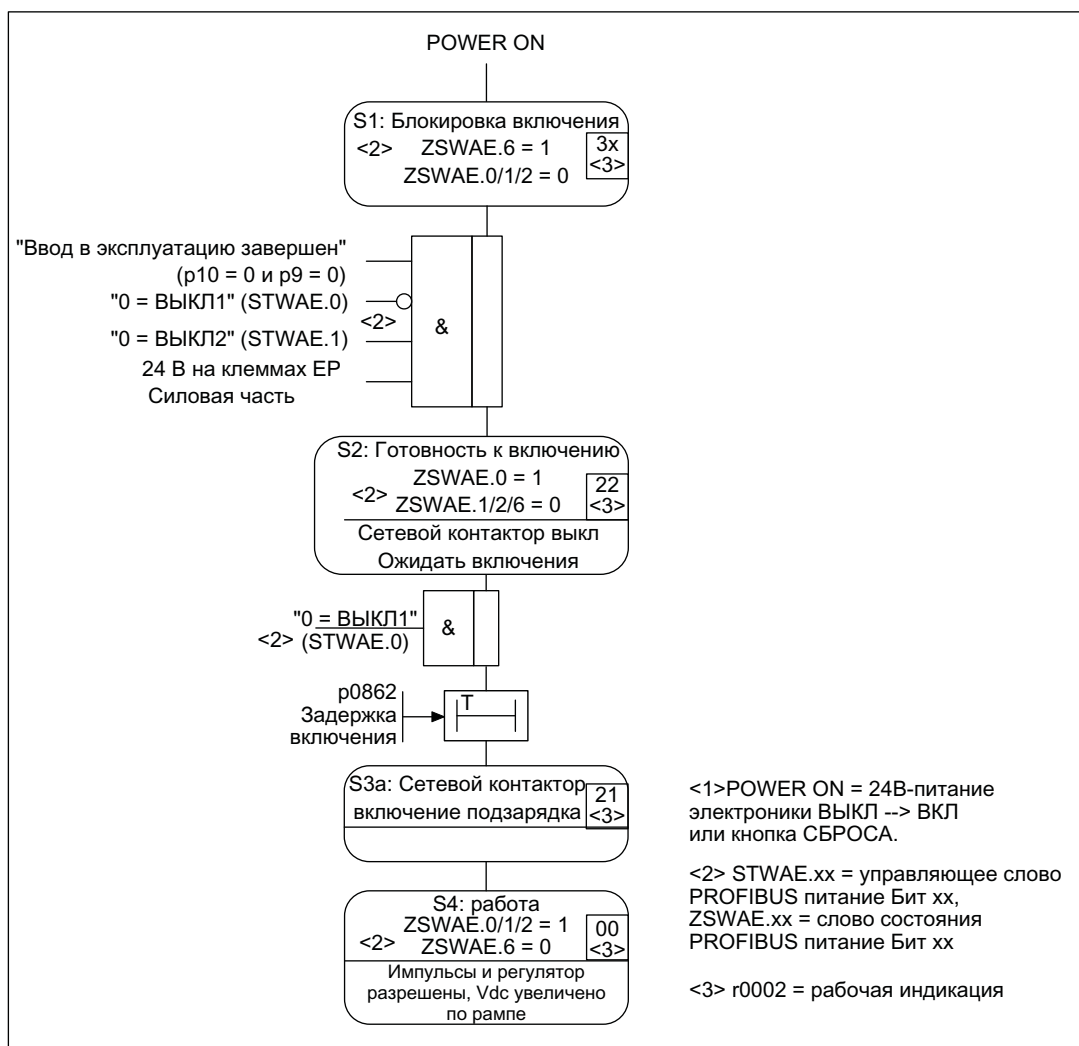 POWER ON
S1: Блокировка включения
<2>
ZSWAE.6 = 1
ZSWAE.0/1/2 = 0
3x
<3>
"Ввод в эксплуатацию завершен"
(p10 = 0 и p9 = 0)
"0 = ВЫКЛ1" (STWAE.0)
<2>
"0 = ВЫКЛ2" (STWAE.1)
24 В на клеммах EP
Силовая часть
&
S2: Готовность к включению
ZSWAE.0 = 1
<2>
ZSWAE.1/2/6 = 0
22
<3>
Сетевой контактор выкл
Ожидать включения
"0 = ВЫКЛ1"
<2> (STWAE.0)
&
p0862
Задержка
включения
T
S3a: Сетевой контактор
включение подзарядка
21
<3>
S4: работа
ZSWAE.0/1/2 = 1
<2>
ZSWAE.6 = 0
00
<3>
Импульсы и регулятор
разрешены, Vdc увеличено
по рампе
<1>POWER ON = 24В-питание
электроники ВЫКЛ --> ВКЛ
или кнопка СБРОСА.
<2> STWAE.xx = управляющее слово
PROFIBUS питание Бит xx,
ZSWAE.xx = слово состояния
PROFIBUS питание Бит xx
<3> r0002 = рабочая индикация